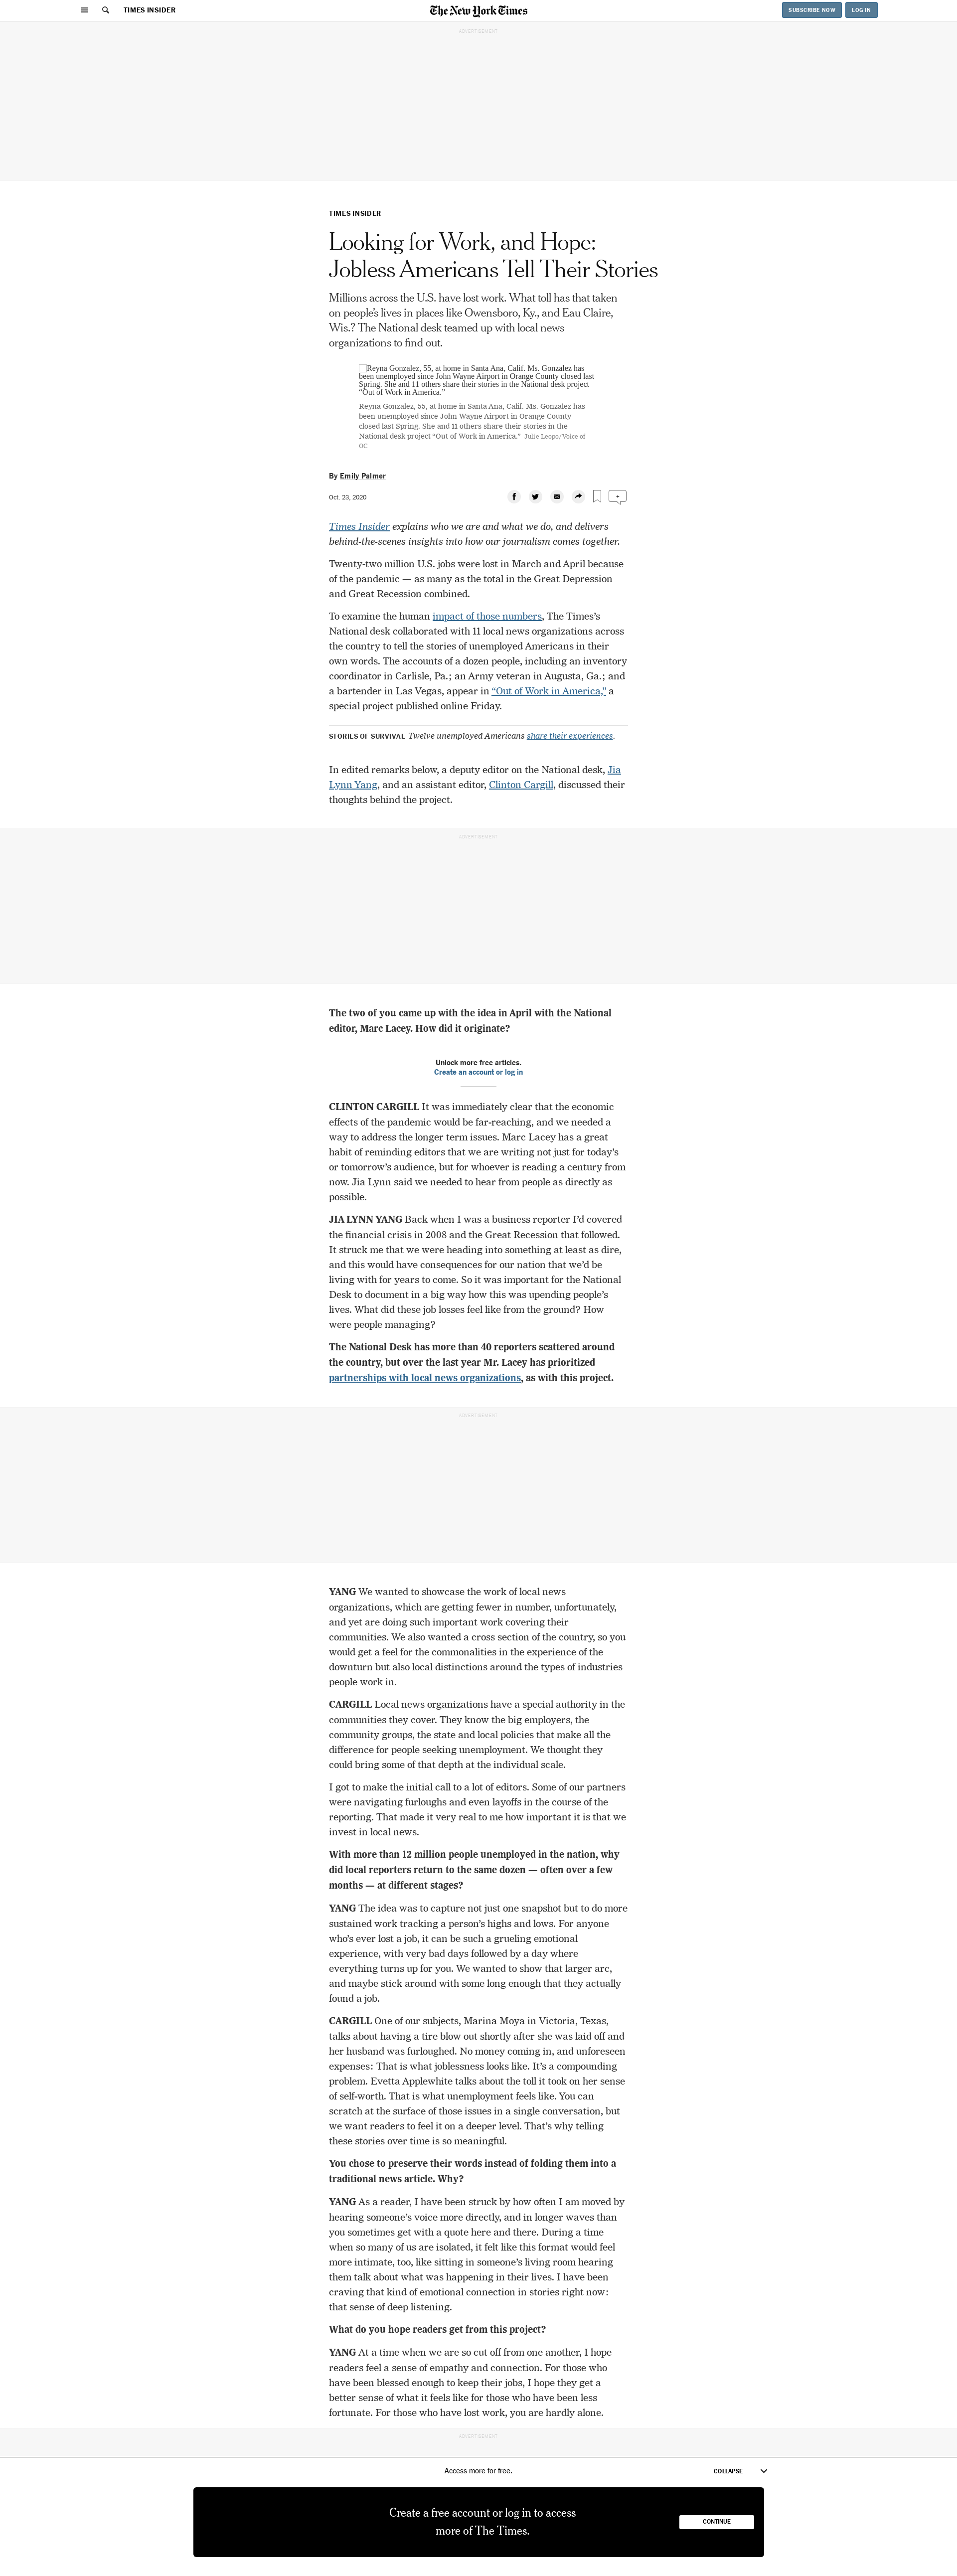 TIMES INSIDER
The New York Times
SUBSCRIBE NOW
LOG IN
ADVERTISEMENT
TIMES INSIDER
Looking for Work, and Hope:
Jobless Americans Tell Their Stories
Millions across the U.S. have lost work. What toll has that taken
on people’s lives in places like Owensboro, Ky., and Eau Claire,
Wis.? The National desk teamed up with local news
organizations to find out.
Reyna Gonzalez, 55, at home in Santa Ana, Calif. Ms. Gonzalez has
been unemployed since John Wayne Airport in Orange County closed last
Spring. She and 11 others share their stories in the National desk project
“Out of Work in America.”
Reyna Gonzalez, 55, at home in Santa Ana, Calif. Ms. Gonzalez has
been unemployed since John Wayne Airport in Orange County
closed last Spring. She and 11 others share their stories in the
National desk project “Out of Work in America.” Julie Leopo/Voice of
OC
By Emily Palmer
Oct. 23, 2020
Times Insider explains who we are and what we do, and delivers
behind-the-scenes insights into how our journalism comes together.
Twenty-two million U.S. jobs were lost in March and April because
of the pandemic — as many as the total in the Great Depression
and Great Recession combined.
To examine the human impact of those numbers, The Times’s
National desk collaborated with 11 local news organizations across
the country to tell the stories of unemployed Americans in their
own words. The accounts of a dozen people, including an inventory
coordinator in Carlisle, Pa.; an Army veteran in Augusta, Ga.; and
a bartender in Las Vegas, appear in “Out of Work in America,” a
special project published online Friday.
STORIES OF SURVIVAL Twelve unemployed Americans share their experiences.
In edited remarks below, a deputy editor on the National desk, Jia
Lynn Yang, and an assistant editor, Clinton Cargill, discussed their
thoughts behind the project.
ADVERTISEMENT
The two of you came up with the idea in April with the National
editor, Marc Lacey. How did it originate?
Unlock more free articles.
Create an account or log in
CLINTON CARGILL It was immediately clear that the economic
effects of the pandemic would be far-reaching, and we needed a
way to address the longer term issues. Marc Lacey has a great
habit of reminding editors that we are writing not just for today’s
or tomorrow’s audience, but for whoever is reading a century from
now. Jia Lynn said we needed to hear from people as directly as
possible.
JIA LYNN YANG Back when I was a business reporter I’d covered
the financial crisis in 2008 and the Great Recession that followed.
It struck me that we were heading into something at least as dire,
and this would have consequences for our nation that we’d be
living with for years to come. So it was important for the National
Desk to document in a big way how this was upending people’s
lives. What did these job losses feel like from the ground? How
were people managing?
The National Desk has more than 40 reporters scattered around
the country, but over the last year Mr. Lacey has prioritized
partnerships with local news organizations, as with this project.
ADVERTISEMENT
YANG We wanted to showcase the work of local news
organizations, which are getting fewer in number, unfortunately,
and yet are doing such important work covering their
communities. We also wanted a cross section of the country, so you
would get a feel for the commonalities in the experience of the
downturn but also local distinctions around the types of industries
people work in.
CARGILL Local news organizations have a special authority in the
communities they cover. They know the big employers, the
community groups, the state and local policies that make all the
difference for people seeking unemployment. We thought they
could bring some of that depth at the individual scale.
I got to make the initial call to a lot of editors. Some of our partners
were navigating furloughs and even layoffs in the course of the
reporting. That made it very real to me how important it is that we
invest in local news.
With more than 12 million people unemployed in the nation, why
did local reporters return to the same dozen — often over a few
months — at different stages?
YANG The idea was to capture not just one snapshot but to do more
sustained work tracking a person’s highs and lows. For anyone
who’s ever lost a job, it can be such a grueling emotional
experience, with very bad days followed by a day where
everything turns up for you. We wanted to show that larger arc,
and maybe stick around with some long enough that they actually
found a job.
CARGILL One of our subjects, Marina Moya in Victoria, Texas,
talks about having a tire blow out shortly after she was laid off and
her husband was furloughed. No money coming in, and unforeseen
expenses: That is what joblessness looks like. It’s a compounding
problem. Evetta Applewhite talks about the toll it took on her sense
of self-worth. That is what unemployment feels like. You can
scratch at the surface of those issues in a single conversation, but
we want readers to feel it on a deeper level. That’s why telling
these stories over time is so meaningful.
You chose to preserve their words instead of folding them into a
traditional news article. Why?
YANG As a reader, I have been struck by how often I am moved by
hearing someone’s voice more directly, and in longer waves than
you sometimes get with a quote here and there. During a time
when so many of us are isolated, it felt like this format would feel
more intimate, too, like sitting in someone’s living room hearing
them talk about what was happening in their lives. I have been
craving that kind of emotional connection in stories right now:
that sense of deep listening.
What do you hope readers get from this project?
YANG At a time when we are so cut off from one another, I hope
readers feel a sense of empathy and connection. For those who
have been blessed enough to keep their jobs, I hope they get a
better sense of what it feels like for those who have been less
fortunate. For those who have lost work, you are hardly alone.
ADVERTISEMENT
Access more for free.
COLLAPSE
Create a free account or log in to access
more of The Times.
CONTINUE